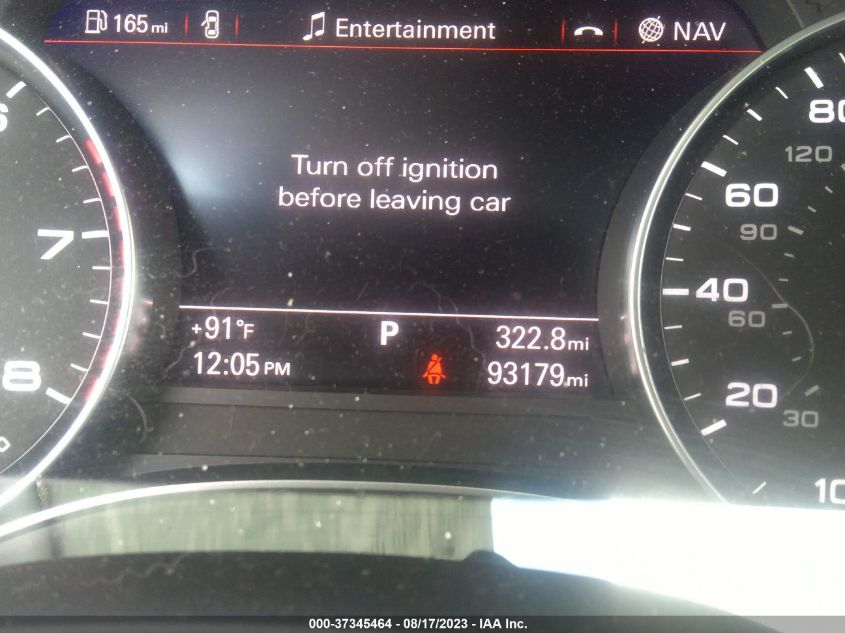 165 mi Entertainment NAV
Turn off ignition
before leaving car
+91°F P 322.8 mi
12:05 PM 93179 mi
7
8
80
120
60
90
40
60
20
30
10
000-37345464 - 08/17/2023 - IAA Inc.